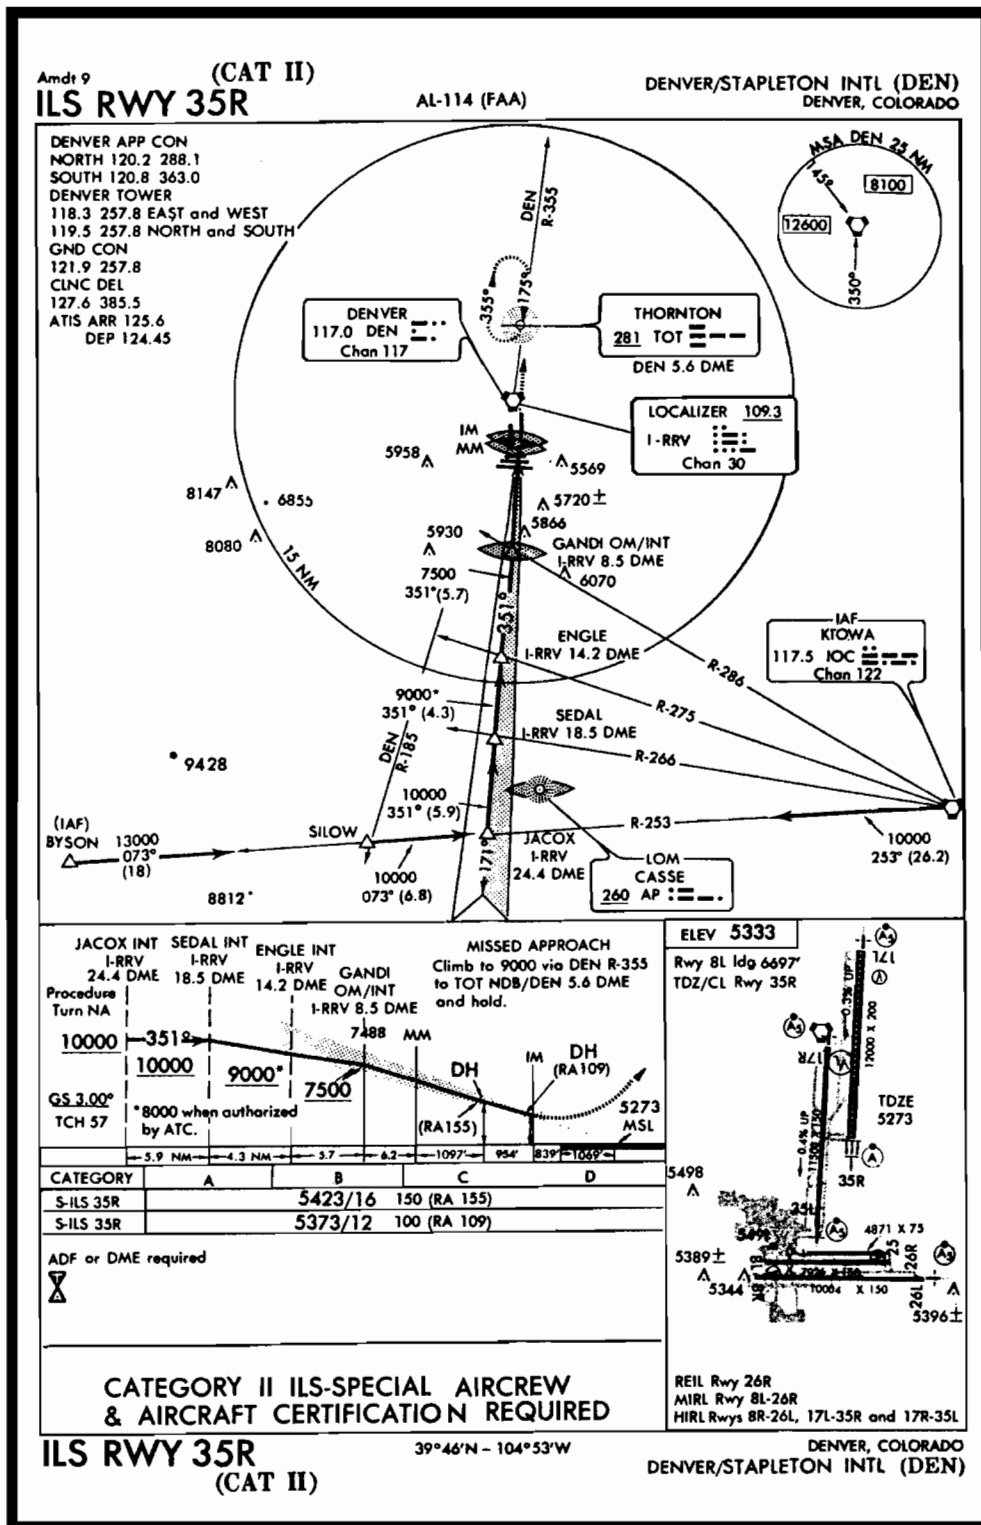 Amdt 9
(CAT II)
ILS RWY 35R
AL-114 (FAA)
DENVER/STAPLETON INTL (DEN)
DENVER, COLORADO
DENVER APP CON
NORTH 120.2 288.1
SOUTH 120.8 363.0
DENVER TOWER
118.3 257.8 EAST and WEST
119.5 257.8 NORTH and SOUTH
GND CON
121.9 257.8
CLNC DEL
127.6 385.5
ATIS ARR 125.6
DEP 124.45
MSA DEN 25 NM
145°
8100
12600
350°
DEN
R-355
355°
175°
DENVER
117.0 DEN
Chan 117
THORNTON
281 TOT
DEN 5.6 DME
LOCALIZER 109.3
I-RRV
Chan 30
IM
MM
5958
5569
8147
6855
5720±
5866
5930
8080
GANDI OM/INT
I-RRV 8.5 DME
6070
15 NM
7500
351°(5.7)
351°
ENGLE
I-RRV 14.2 DME
IAF
KIOWA
117.5 IOC
Chan 122
R-286
R-275
R-266
9000*
351° (4.3)
SEDAL
I-RRV 18.5 DME
DEN
R-185
9428
10000
351° (5.9)
(IAF)
BYSON
13000
073°
(18)
SILOW
R-253
10000
253° (26.2)
JACOX
I-RRV
24.4 DME
171°
10000
073° (6.8)
8812
LOM
CASSE
260 AP
JACOX INT
I-RRV
24.4 DME
SEDAL INT
I-RRV
18.5 DME
ENGLE INT
I-RRV
14.2 DME
GANDI
OM/INT
I-RRV 8.5 DME
MISSED APPROACH
Climb to 9000 via DEN R-355
to TOT NDB/DEN 5.6 DME
and hold.
Procedure
Turn NA
10000
351°
10000
9000*
7500
7488
MM
DH
(RA155)
IM
DH
(RA109)
5273
MSL
GS 3.00°
TCH 57
*8000 when authorized
by ATC.
5.9 NM
4.3 NM
5.7
6.2
1097'
954'
839'
1069'
CATEGORY A B C D
S-ILS 35R 5423/16 150 (RA 155)
S-ILS 35R 5373/12 100 (RA 109)
ADF or DME required
CATEGORY II ILS-SPECIAL AIRCREW
& AIRCRAFT CERTIFICATION REQUIRED
ELEV 5333
Rwy 8L ldg 6697'
TDZ/CL Rwy 35R
A5
17L
0.3% UP
12000 X 200
A5
17R
A
0.4% UP
11500 X 150
TDZE
5273
A
35R
5498
35L
A5
4871 X 75
25
26R
A5
5389±
8L
5344
8R
10004 X 150
26L
5396±
REIL Rwy 26R
MIRL Rwy 8L-26R
HIRL Rwys 8R-26L, 17L-35R and 17R-35L
ILS RWY 35R
(CAT II)
39°46'N – 104°53'W
DENVER, COLORADO
DENVER/STAPLETON INTL (DEN)